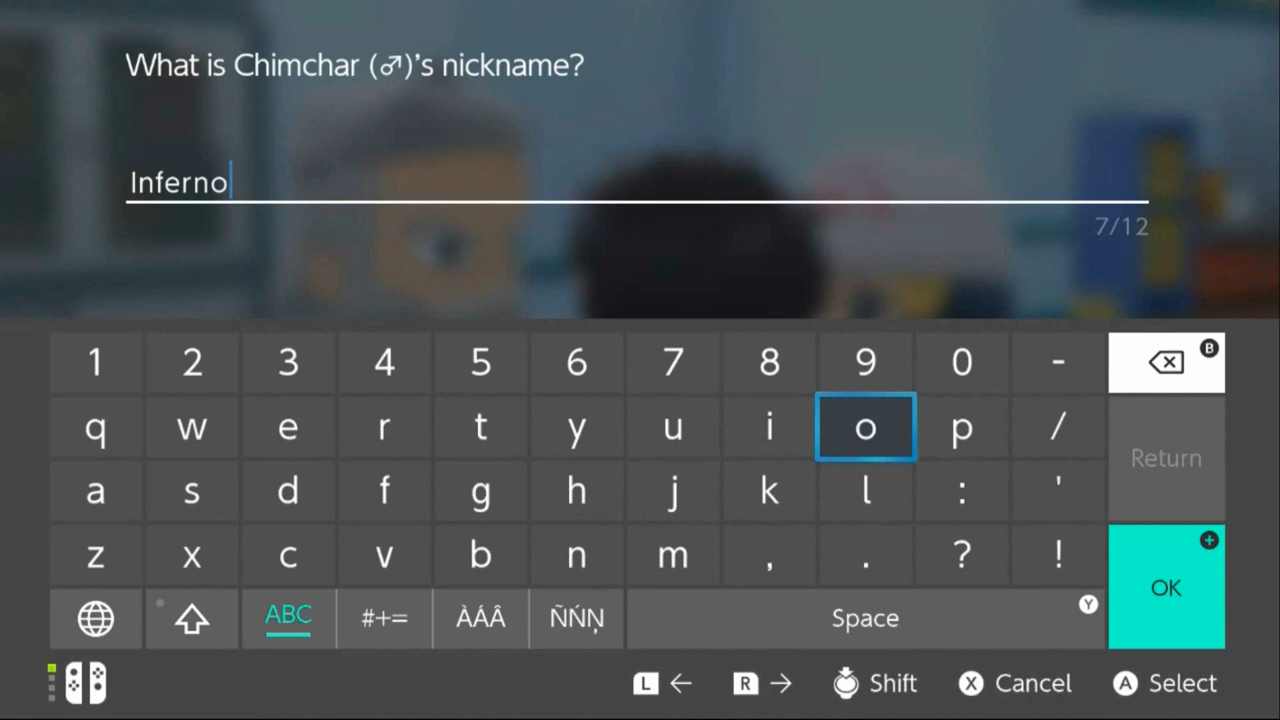 What is Chimchar (♂)'s nickname?
Inferno
7/12
1 2 3 4 5 6 7 8 9 0 - B
q w e r t y u i o p /
Return
a s d f g h j k l : '
z x c v b n m , . ? ! +
OK
ABC #+= ÀÁÂ ÑŃŅ Space Y
L ← R → Shift X Cancel A Select